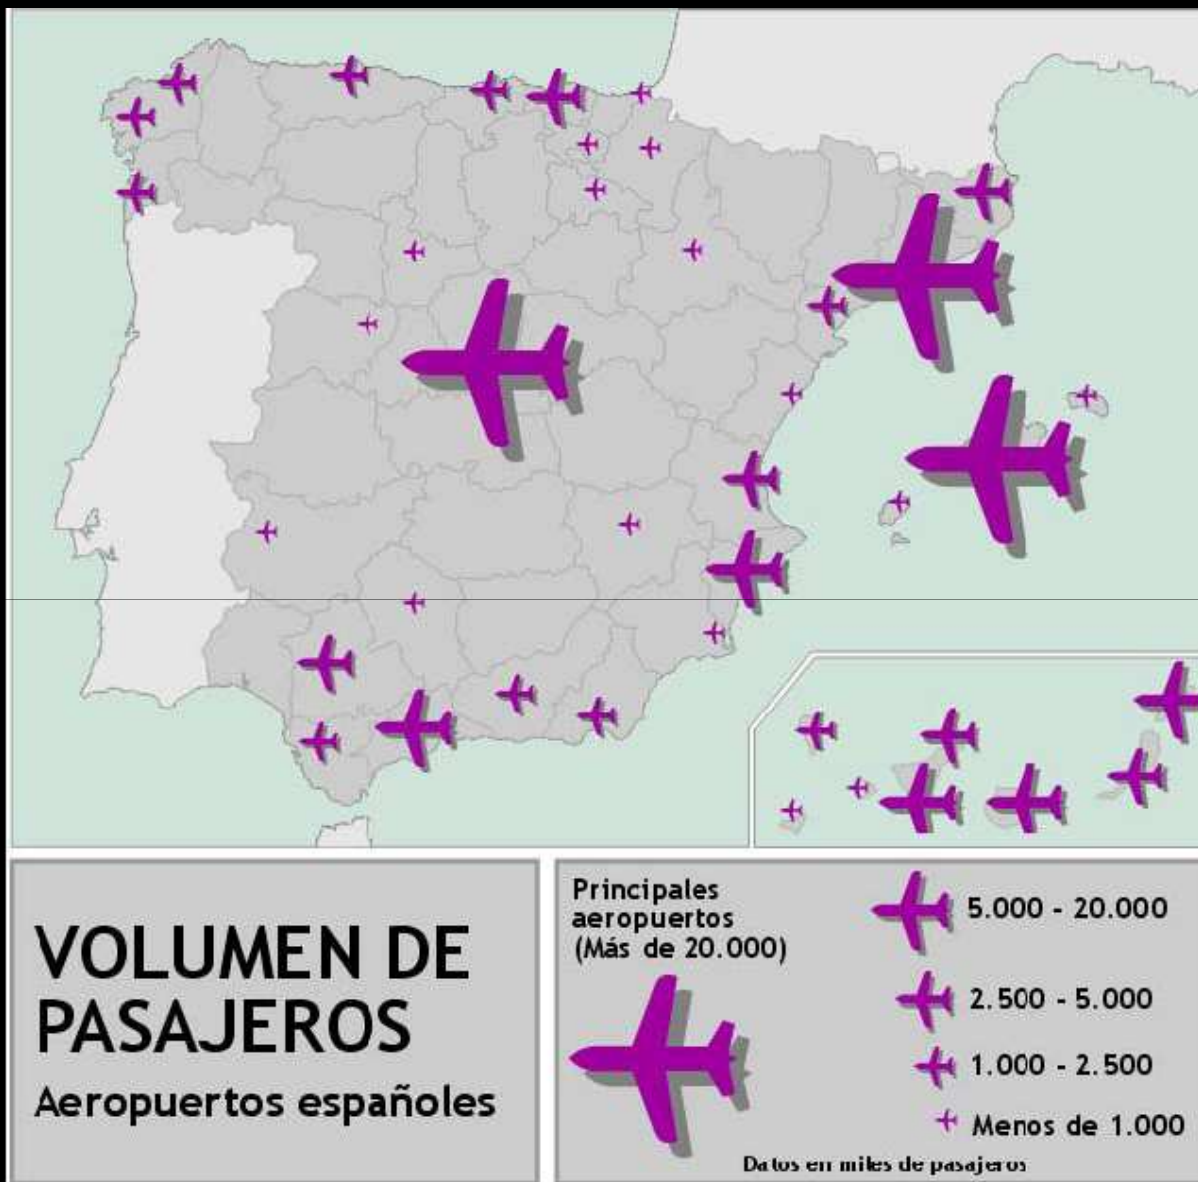 VOLUMEN DE
PASAJEROS
Aeropuertos españoles
Principales
aeropuertos
(Más de 20.000)
5.000 - 20.000
2.500 - 5.000
1.000 - 2.500
Menos de 1.000
Datos en miles de pasajeros